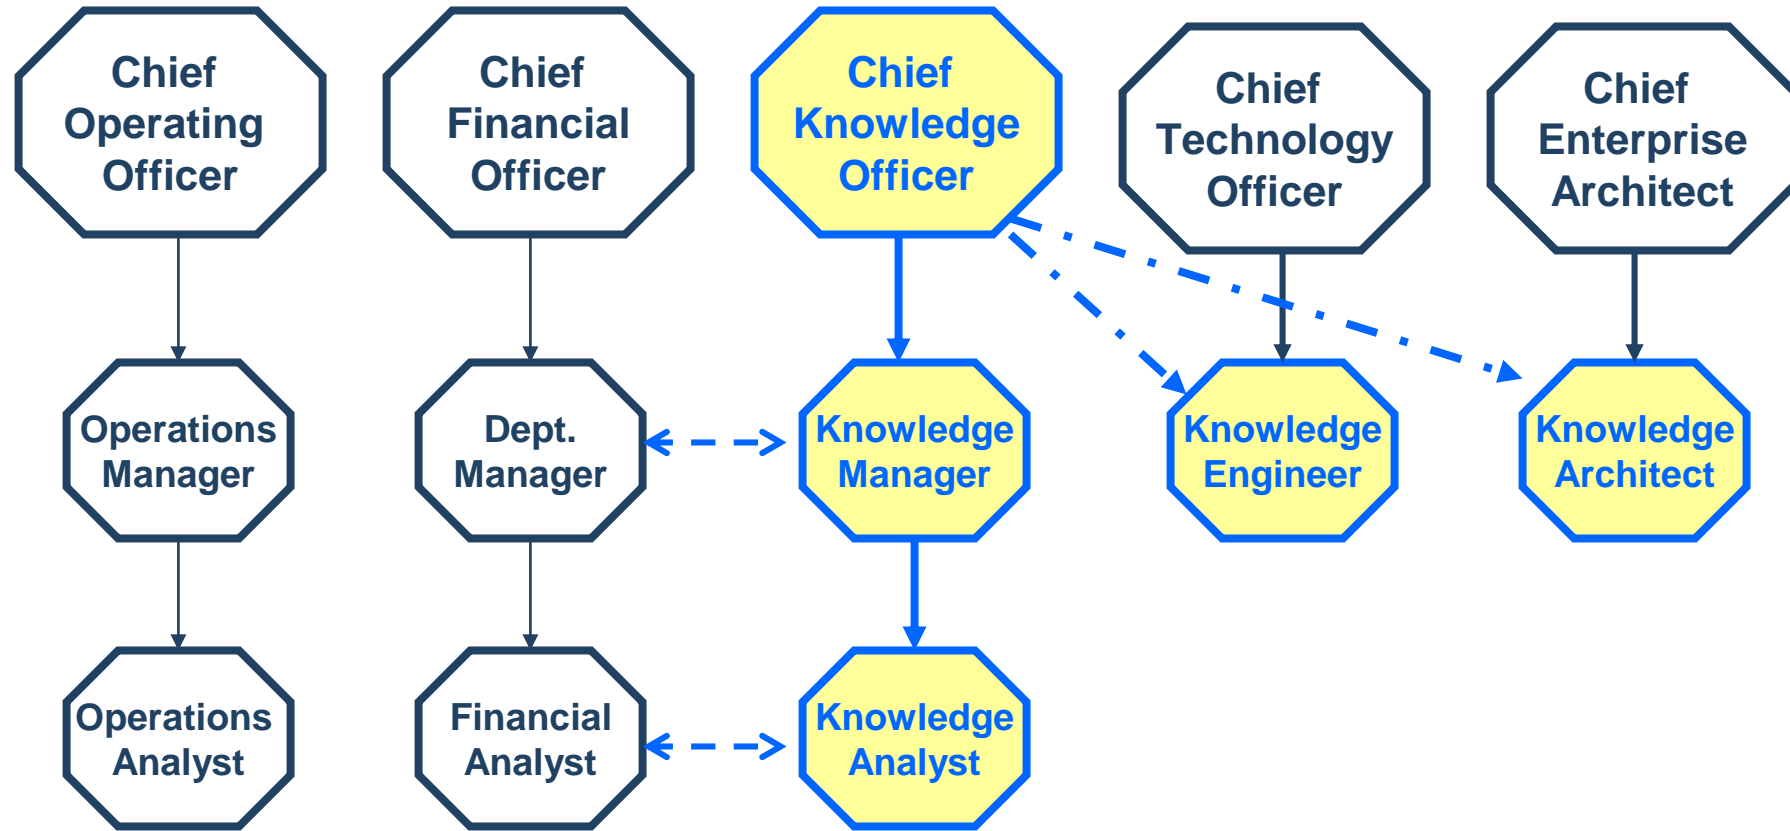 Chief
Operating
Officer
Chief
Financial
Officer
Chief
Knowledge
Officer
Chief
Technology
Officer
Chief
Enterprise
Architect
Operations
Manager
Dept.
Manager
Knowledge
Manager
Knowledge
Engineer
Knowledge
Architect
Operations
Analyst
Financial
Analyst
Knowledge
Analyst